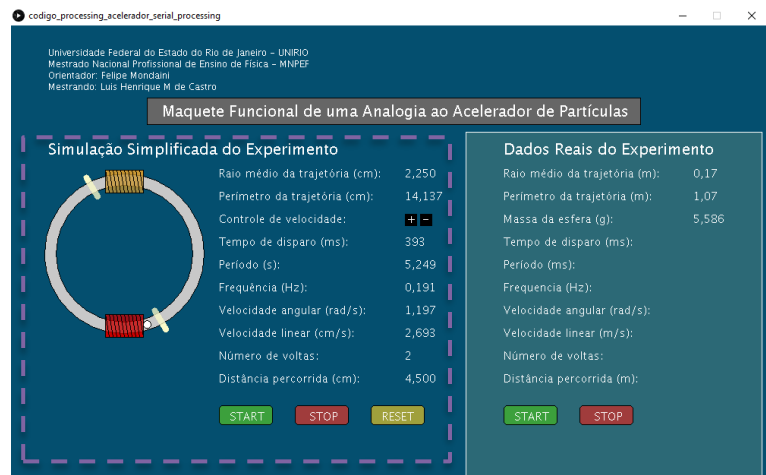 codigo_processing_acelerador_serial_processing
Universidade Federal do Estado do Rio de Janeiro – UNIRIO
Mestrado Nacional Profissional de Ensino de Física – MNPEF
Orientador: Felipe Mondaini
Mestrando: Luis Henrique M de Castro
Maquete Funcional de uma Analogia ao Acelerador de Partículas
Simulação Simplificada do Experimento
Raio médio da trajetória (cm): 2,250
Perímetro da trajetória (cm): 14,137
Controle de velocidade: + −
Tempo de disparo (ms): 393
Período (s): 5,249
Frequência (Hz): 0,191
Velocidade angular (rad/s): 1,197
Velocidade linear (cm/s): 2,693
Número de voltas: 2
Distância percorrida (cm): 4,500
START STOP RESET
Dados Reais do Experimento
Raio médio da trajetória (m): 0,17
Perímetro da trajetória (m): 1,07
Massa da esfera (g): 5,586
Tempo de disparo (ms):
Período (ms):
Frequencia (Hz):
Velocidade angular (rad/s):
Velocidade linear (m/s):
Número de voltas:
Distância percorrida (m):
START STOP